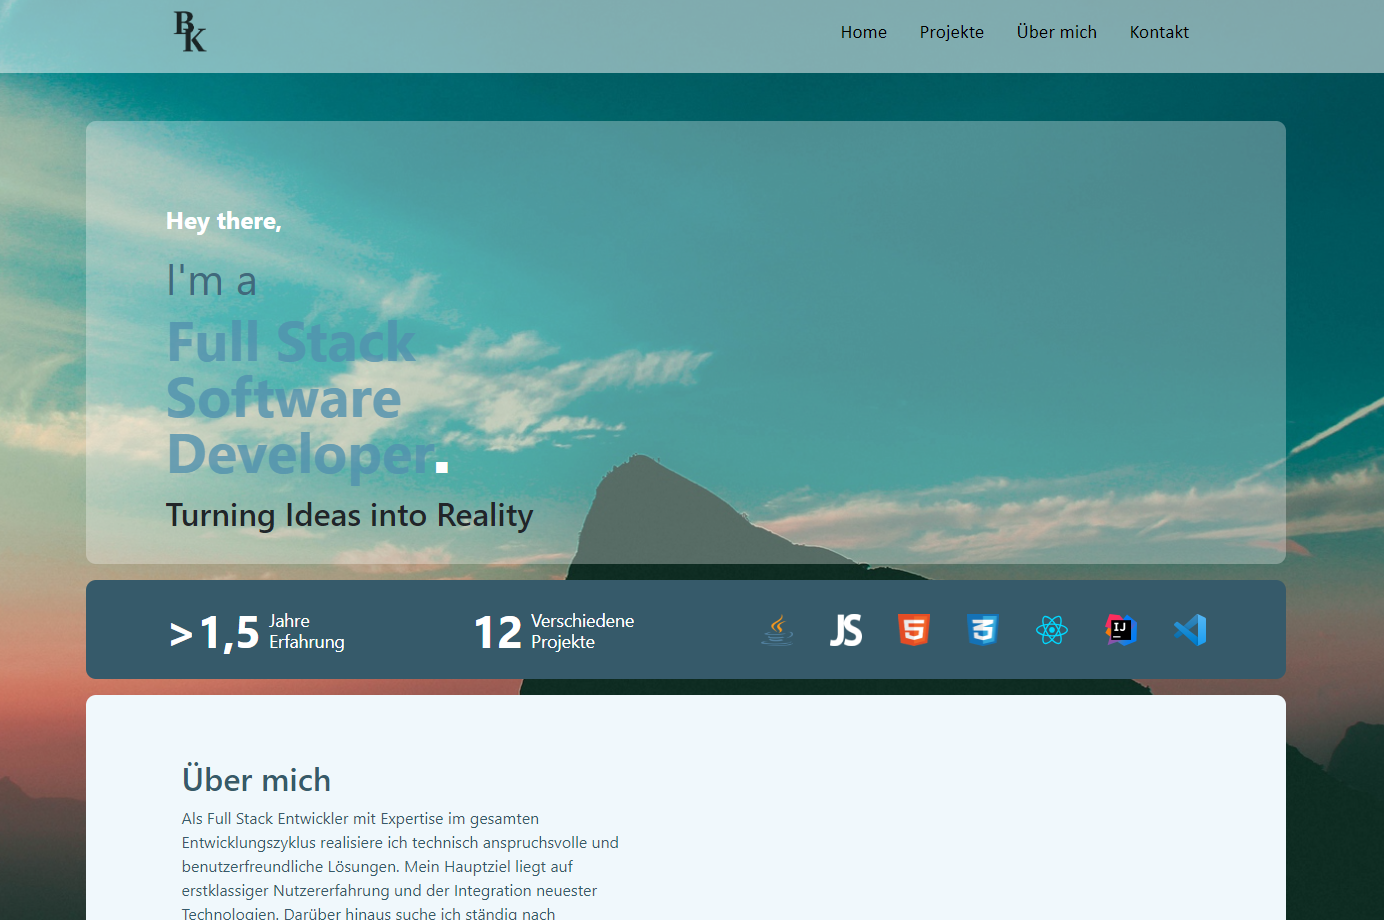 BK
Home Projekte Über mich Kontakt
Hey there,
I'm a
Full Stack
Software
Developer.
Turning Ideas into Reality
> 1,5 Jahre
Erfahrung
12 Verschiedene
Projekte
JS
5
3
IJ
Über mich
Als Full Stack Entwickler mit Expertise im gesamten
Entwicklungszyklus realisiere ich technisch anspruchsvolle und
benutzerfreundliche Lösungen. Mein Hauptziel liegt auf
erstklassiger Nutzererfahrung und der Integration neuester
Technologien. Darüber hinaus suche ich ständig nach